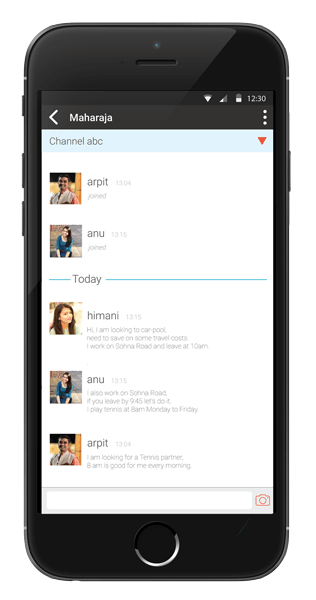 12:30
Maharaja
Channel abc
arpit 13:04
joined
anu 13:15
joined
Today
himani 13:15
Hi, I am looking to car-pool,
need to save on some travel costs.
I work on Sohna Road and leave at 10am.
anu 13:16
I also work on Sohna Road,
if you leave by 9:45 let's do it.
I play tennis at 8am Monday to Friday.
arpit 13:04
I am looking for a Tennis partner,
8 am is good for me every morning.